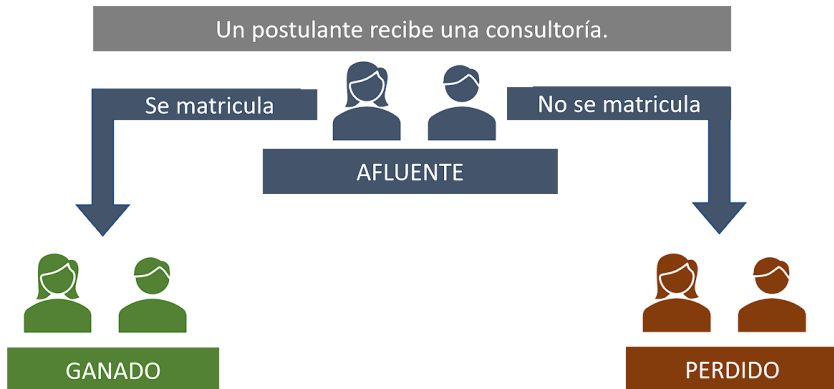 Un postulante recibe una consultoría.
Se matricula
No se matricula
AFLUENTE
GANADO
PERDIDO